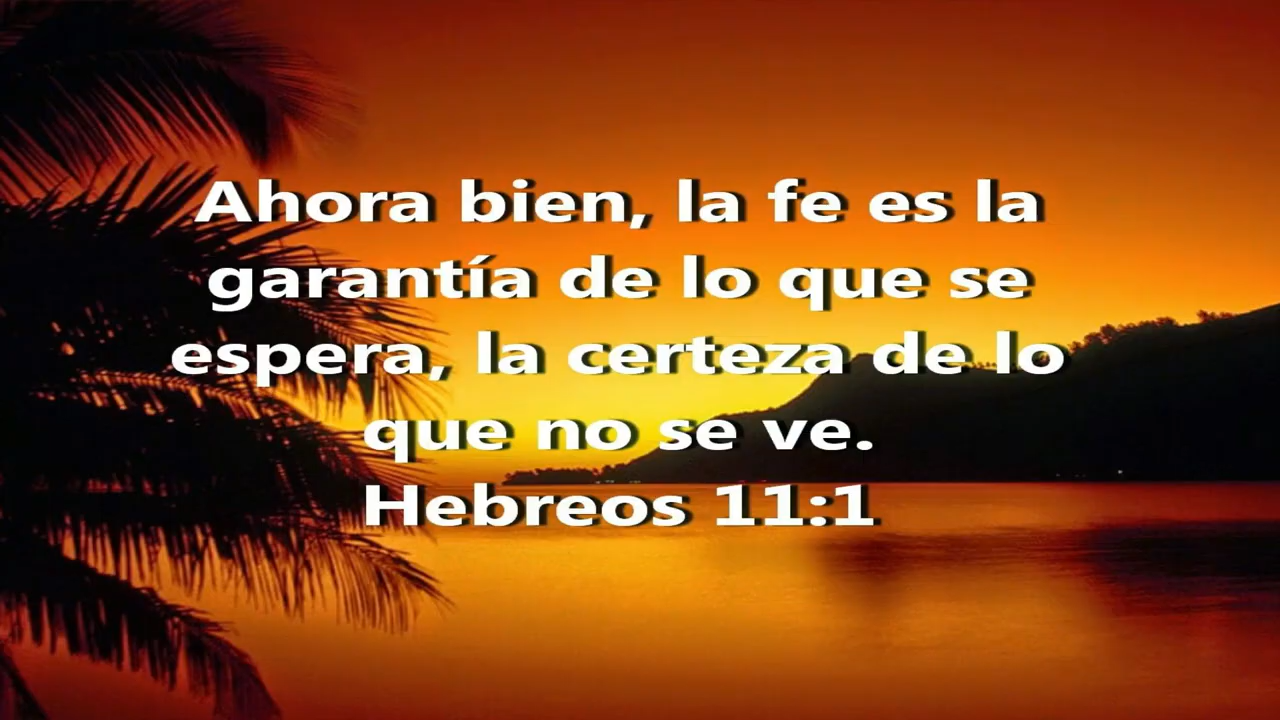 Ahora bien, la fe es la
garantía de lo que se
espera, la certeza de lo
que no se ve.
Hebreos 11:1